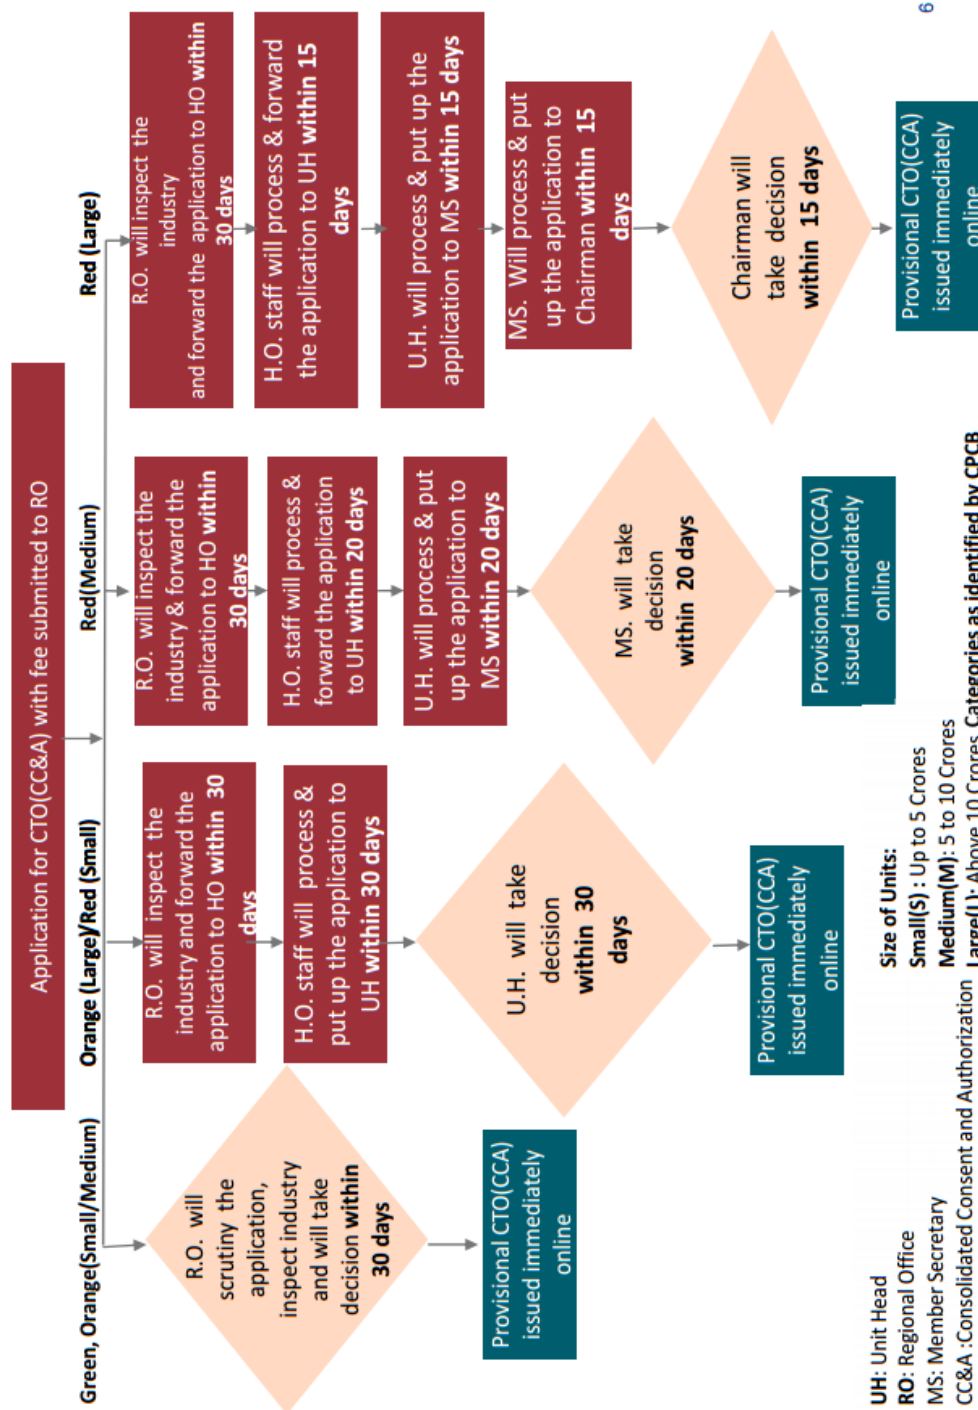 Application for CTO(CC&A) with fee submitted to RO
Green, Orange(Small/Medium)
R.O. will
scrutiny the
application,
inspect industry
and will take
decision within
30 days
Provisional CTO(CCA)
issued immediately
online
Orange (Large)/Red (Small)
R.O. will inspect the
industry and forward the
application to HO within 30
days
H.O. staff will process &
put up the application to
UH within 30 days
U.H. will take
decision
within 30
days
Provisional CTO(CCA)
issued immediately
online
Red(Medium)
R.O. will inspect the
industry & forward the
application to HO within
30 days
H.O. staff will process &
forward the application
to UH within 20 days
U.H. will process & put
up the application to
MS within 20 days
MS. will take
decision
within 20 days
Provisional CTO(CCA)
issued immediately
online
Red (Large)
R.O. will inspect the
industry
and forward the application to HO within
30 days
H.O. staff will process & forward
the application to UH within 15
days
U.H. will process & put up the
application to MS within 15 days
MS. Will process & put
up the application to
Chairman within 15
days
Chairman will
take decision
within 15 days
Provisional CTO(CCA)
issued immediately
online
UH: Unit Head
RO: Regional Office
MS: Member Secretary
CC&A :Consolidated Consent and Authorization
Size of Units:
Small(S) : Up to 5 Crores
Medium(M): 5 to 10 Crores
Large(L): Above 10 Crores Categories as identified by CPCB
6